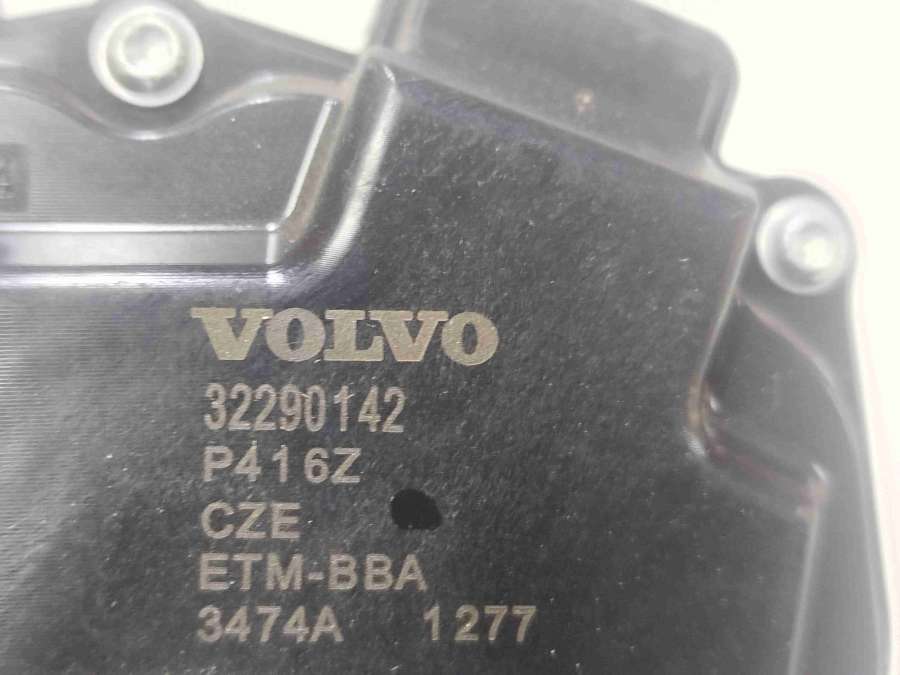 VOLVO
32290142
P416Z
CZE
ETM-BBA
3474A 1277